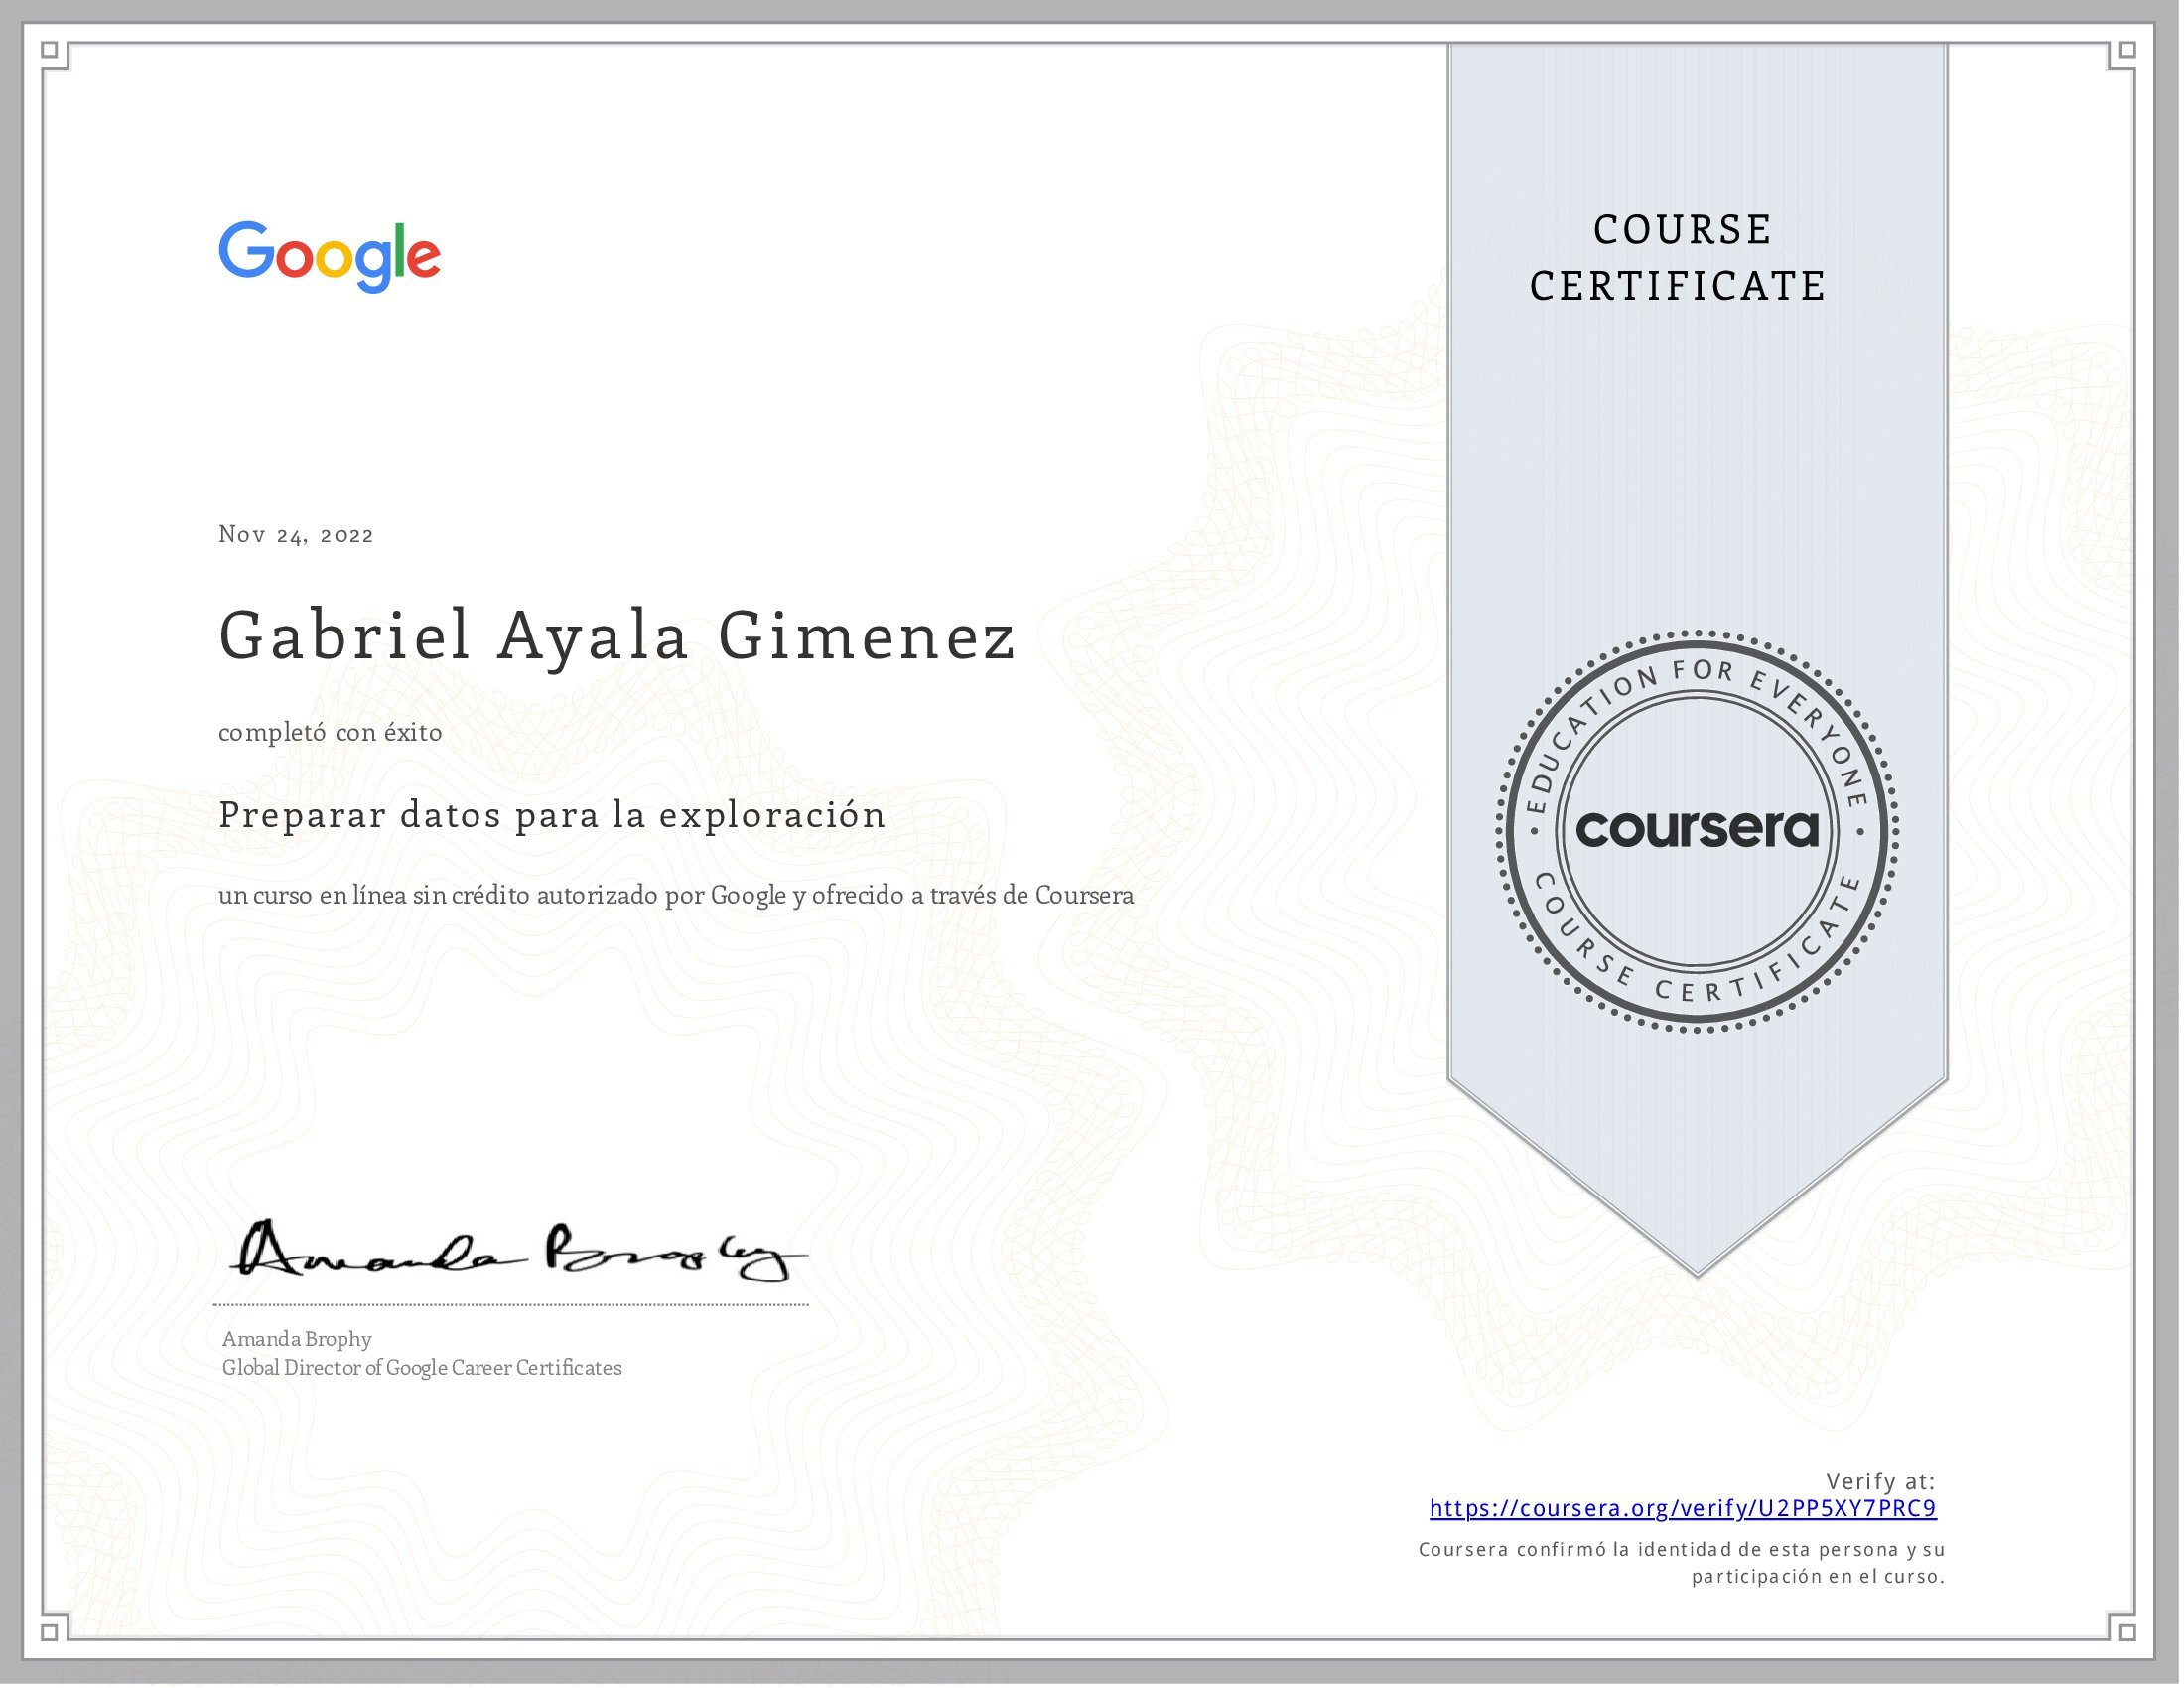 Google
COURSE
CERTIFICATE
Nov 24, 2022
Gabriel Ayala Gimenez
completó con éxito
Preparar datos para la exploración
un curso en línea sin crédito autorizado por Google y ofrecido a través de Coursera
EDUCATION FOR EVERYONE
coursera
COURSE CERTIFICATE
Amanda Brophy
Amanda Brophy
Global Director of Google Career Certificates
Verify at:
https://coursera.org/verify/U2PP5XY7PRC9
Coursera confirmó la identidad de esta persona y su
participación en el curso.